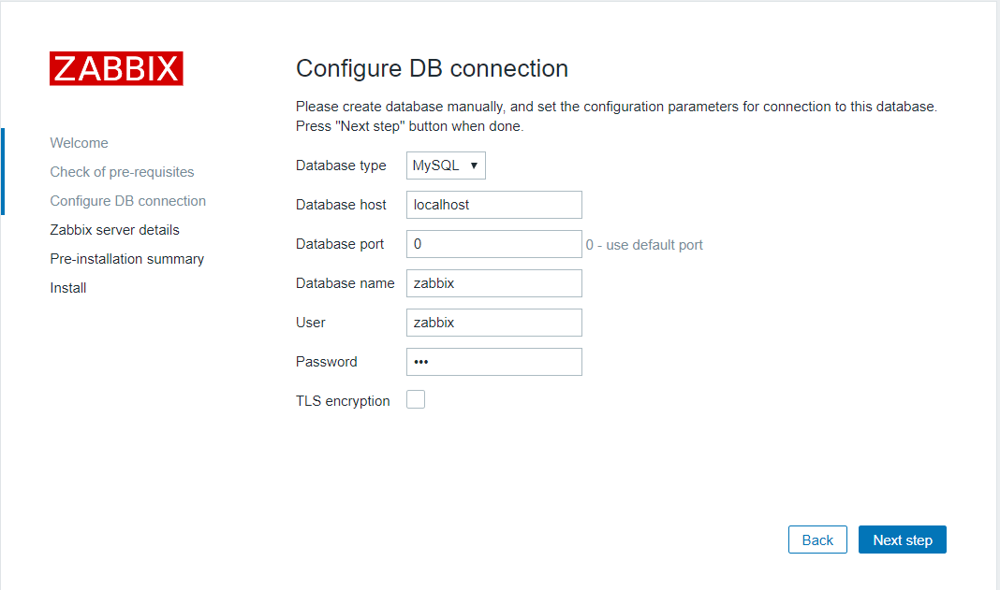 ZABBIX
Welcome
Check of pre-requisites
Configure DB connection
Zabbix server details
Pre-installation summary
Install
Configure DB connection
Please create database manually, and set the configuration parameters for connection to this database.
Press "Next step" button when done.
Database type MySQL ▼
Database host localhost
Database port 0 0 - use default port
Database name zabbix
User zabbix
Password •••
TLS encryption
Back Next step